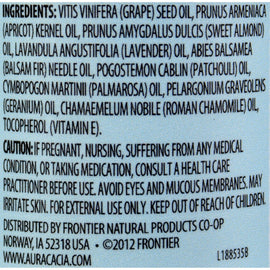 INGREDIENTS: VITIS VINIFERA (GRAPE) SEED OIL, PRUNUS ARMENIACA
(APRICOT) KERNEL OIL, PRUNUS AMYGDALUS DULCIS (SWEET ALMOND)
OIL, LAVANDULA ANGUSTIFOLIA (LAVENDER) OIL, ABIES BALSAMEA
(BALSAM FIR) NEEDLE OIL, POGOSTEMON CABLIN (PATCHOULI) OIL,
CYMBOPOGON MARTINII (PALMAROSA) OIL, PELARGONIUM GRAVEOLENS
(GERANIUM) OIL, CHAMAEMELUM NOBILE (ROMAN CHAMOMILE) OIL,
TOCOPHEROL (VITAMIN E).
CAUTION: IF PREGNANT, NURSING, SUFFERING FROM ANY MEDICAL
CONDITION, OR TAKING MEDICATION, CONSULT A HEALTH CARE
PRACTITIONER BEFORE USE. AVOID EYES AND MUCOUS MEMBRANES. MAY
IRRITATE SKIN. FOR EXTERNAL USE ONLY. KEEP OUT OF REACH OF CHILDREN.
DISTRIBUTED BY FRONTIER NATURAL PRODUCTS CO-OP
NORWAY, IA 52318 USA ©2012 FRONTIER
WWW.AURACACIA.COM L188535B